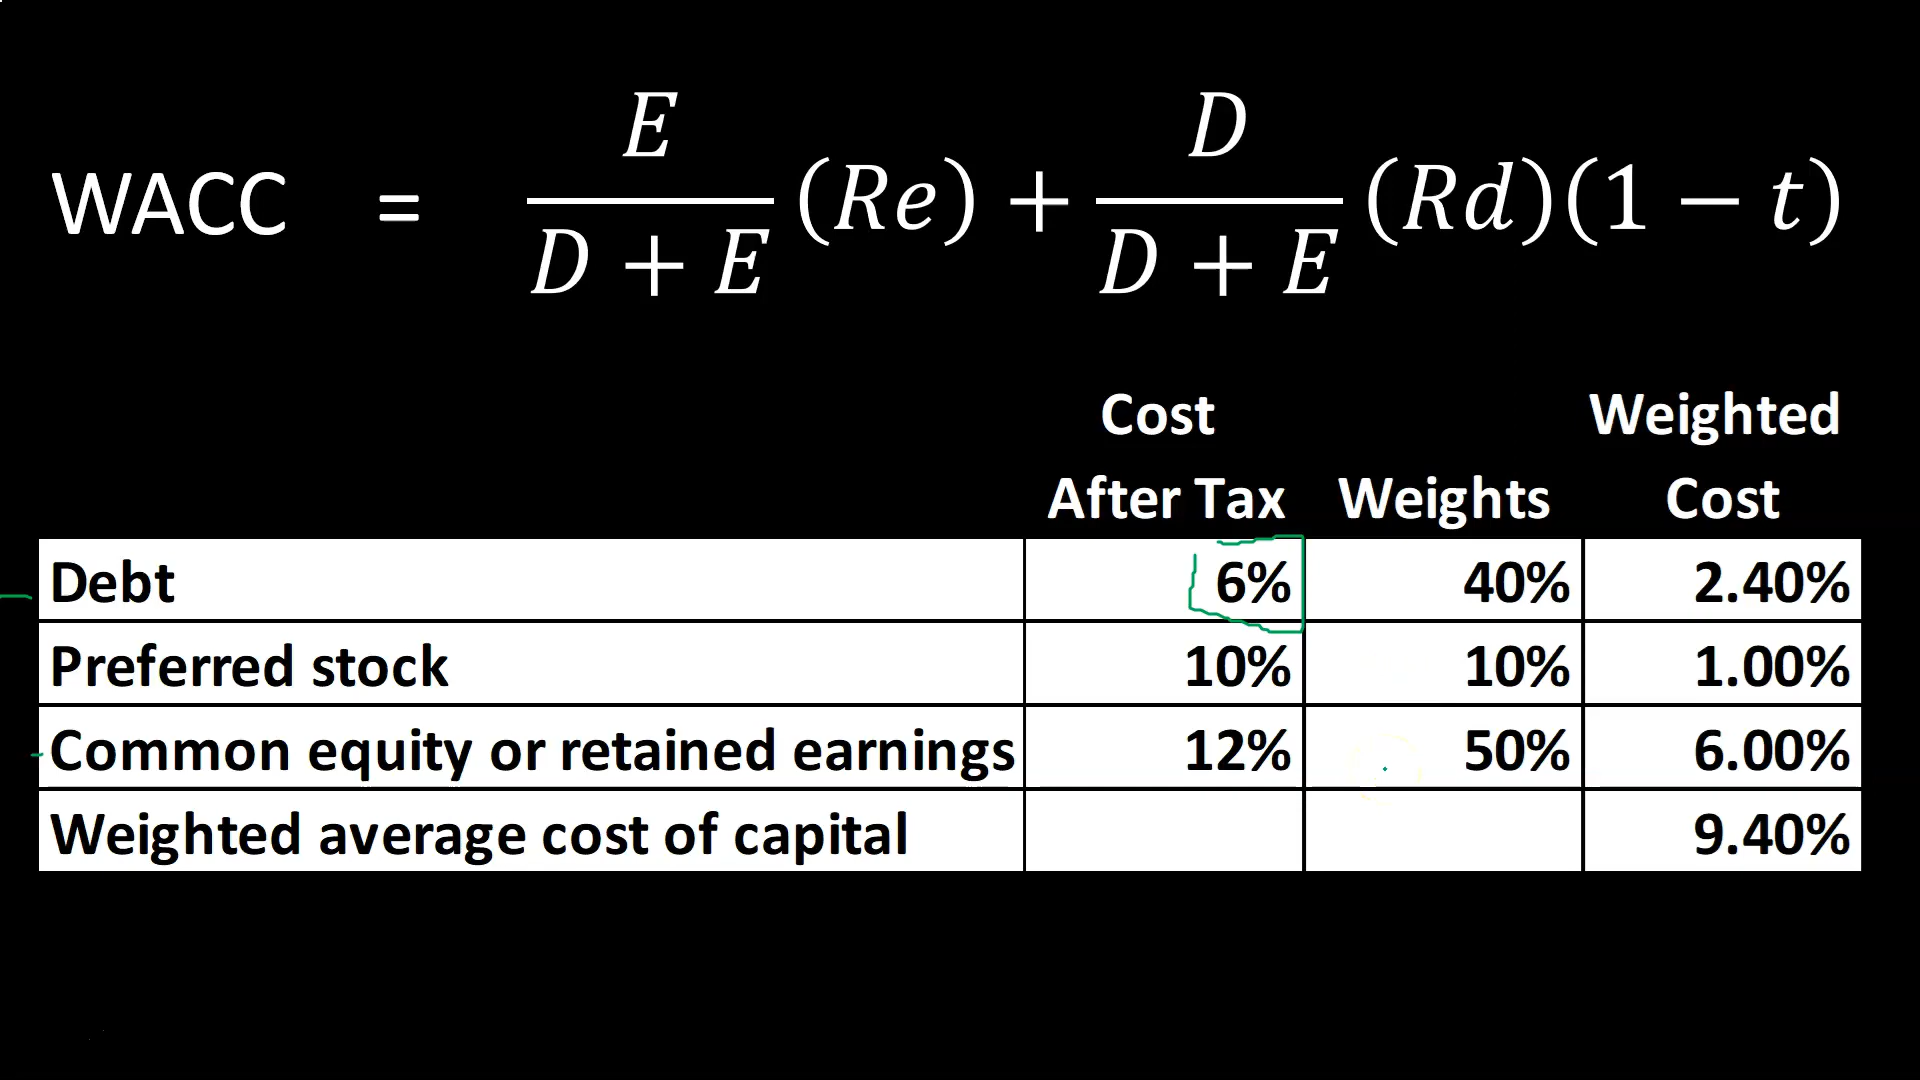 WACC = E/(D + E) (Re) + D/(D + E) (Rd)(1 − t)
Cost Weighted
After Tax Weights Cost
Debt 6% 40% 2.40%
Preferred stock 10% 10% 1.00%
Common equity or retained earnings 12% 50% 6.00%
Weighted average cost of capital 9.40%